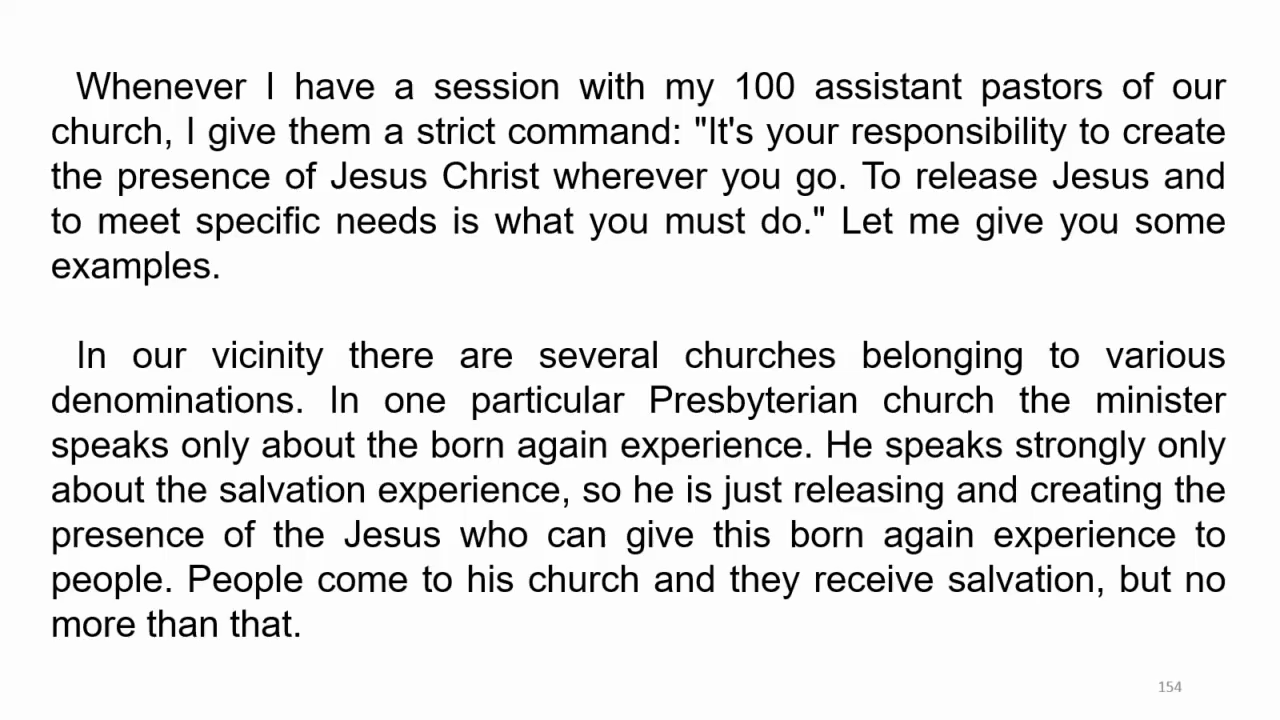 Whenever I have a session with my 100 assistant pastors of our
church, I give them a strict command: "It's your responsibility to create
the presence of Jesus Christ wherever you go. To release Jesus and
to meet specific needs is what you must do." Let me give you some
examples.
In our vicinity there are several churches belonging to various
denominations. In one particular Presbyterian church the minister
speaks only about the born again experience. He speaks strongly only
about the salvation experience, so he is just releasing and creating the
presence of the Jesus who can give this born again experience to
people. People come to his church and they receive salvation, but no
more than that.
154